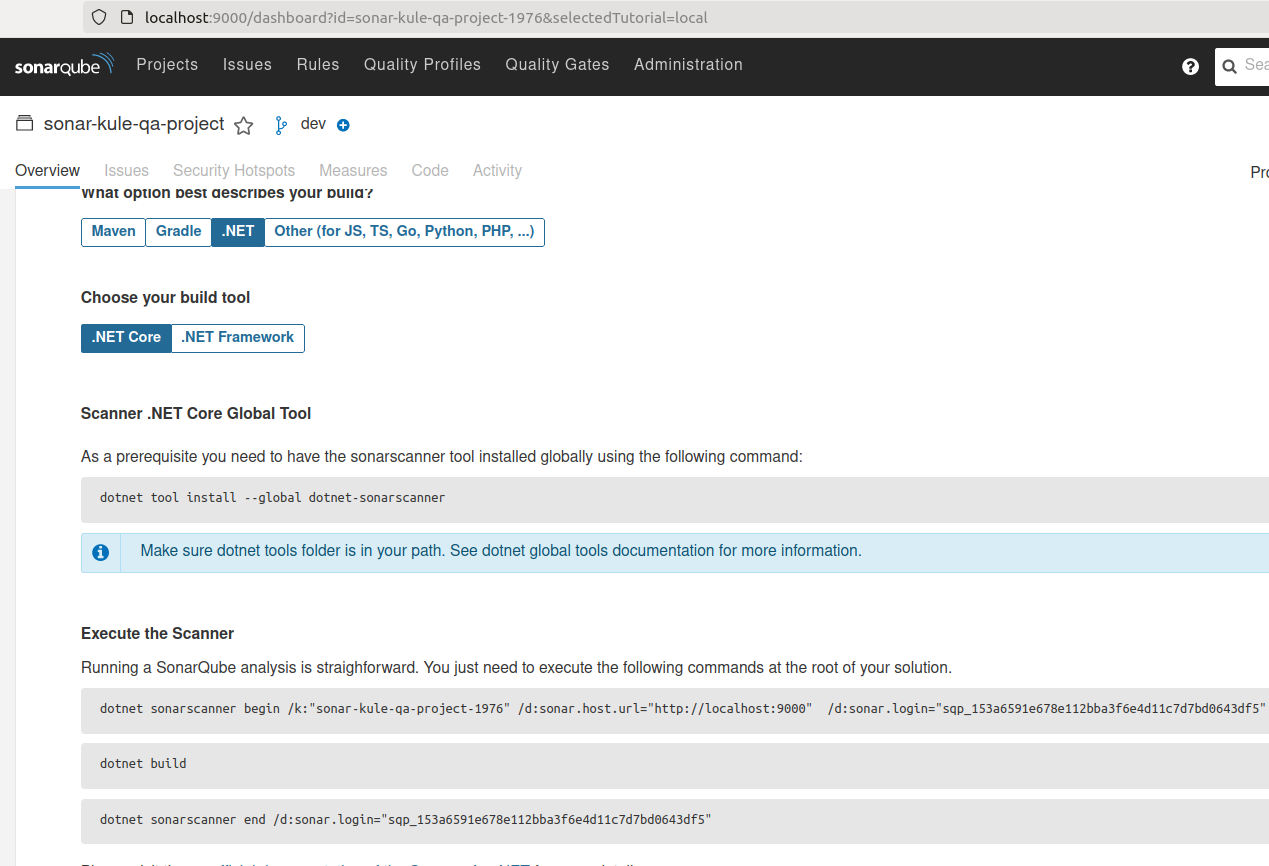 localhost:9000/dashboard?id=sonar-kule-qa-project-1976&selectedTutorial=local
sonarqube Projects Issues Rules Quality Profiles Quality Gates Administration ? Sea
sonar-kule-qa-project dev
Overview Issues Security Hotspots Measures Code Activity Pro
What option best describes your build?
Maven Gradle .NET Other (for JS, TS, Go, Python, PHP, ...)
Choose your build tool
.NET Core .NET Framework
Scanner .NET Core Global Tool
As a prerequisite you need to have the sonarscanner tool installed globally using the following command:
dotnet tool install --global dotnet-sonarscanner
Make sure dotnet tools folder is in your path. See dotnet global tools documentation for more information.
Execute the Scanner
Running a SonarQube analysis is straighforward. You just need to execute the following commands at the root of your solution.
dotnet sonarscanner begin /k:"sonar-kule-qa-project-1976" /d:sonar.host.url="http://localhost:9000" /d:sonar.login="sqp_153a6591e678e112bba3f6e4d11c7d7bd0643df5"
dotnet build
dotnet sonarscanner end /d:sonar.login="sqp_153a6591e678e112bba3f6e4d11c7d7bd0643df5"